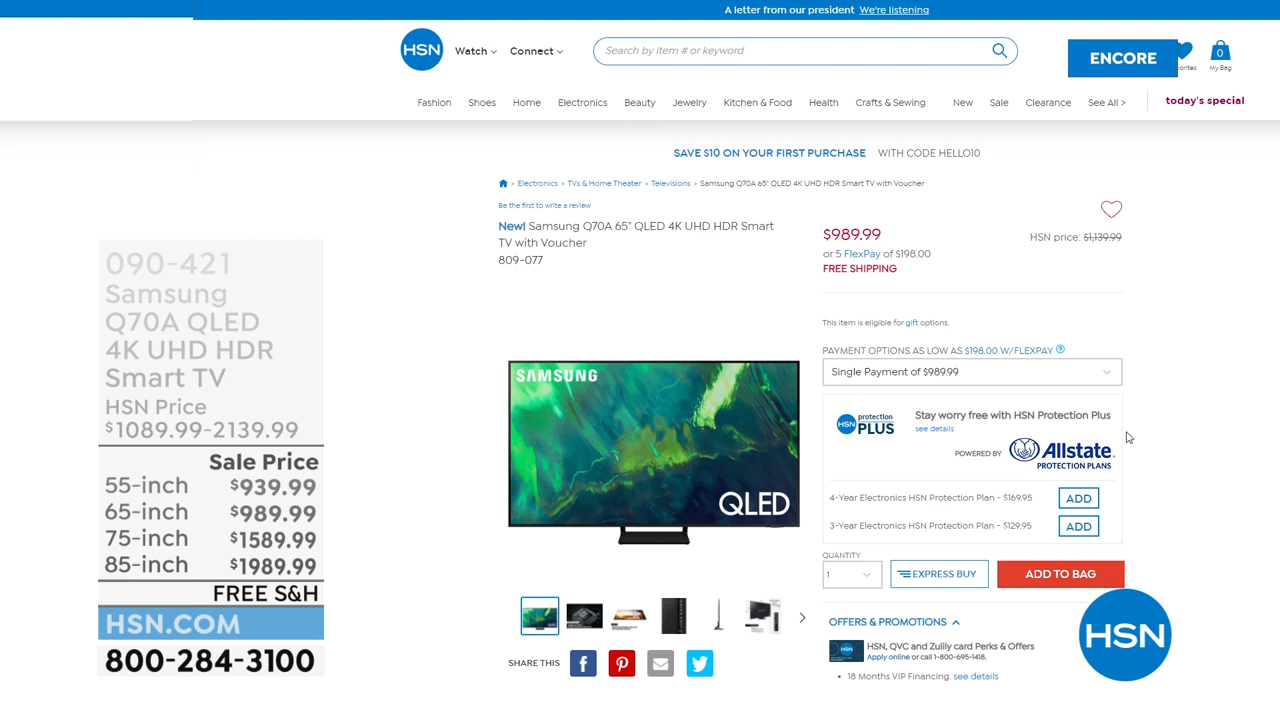 A letter from our president We're listening
HSN
Watch
Connect
Search by item # or keyword
ENCORE
orites
My Bag
0
Fashion Shoes Home Electronics Beauty Jewelry Kitchen & Food Health Crafts & Sewing New Sale Clearance See All > today's special
SAVE $10 ON YOUR FIRST PURCHASE WITH CODE HELLO10
> Electronics > TVs & Home Theater > Televisions > Samsung Q70A 65" QLED 4K UHD HDR Smart TV with Voucher
Be the first to write a review
New! Samsung Q70A 65" QLED 4K UHD HDR Smart
TV with Voucher
809-077
$989.99
HSN price: $1,139.99
or 5 FlexPay of $198.00
FREE SHIPPING
This item is eligible for gift options.
PAYMENT OPTIONS AS LOW AS $198.00 W/FLEXPAY ?
Single Payment of $989.99
HSN protection PLUS
Stay worry free with HSN Protection Plus
see details
POWERED BY Allstate.
PROTECTION PLANS
4-Year Electronics HSN Protection Plan - $169.95 ADD
3-Year Electronics HSN Protection Plan - $129.95 ADD
QUANTITY
1
EXPRESS BUY
ADD TO BAG
OFFERS & PROMOTIONS
HSN, QVC and Zulily card Perks & Offers
Apply online or call 1-800-695-1418.
• 18 Months VIP Financing. see details
HSN
SAMSUNG
QLED
SHARE THIS
090-421
Samsung
Q70A QLED
4K UHD HDR
Smart TV
HSN Price
$1089.99-2139.99
Sale Price
55-inch $939.99
65-inch $989.99
75-inch $1589.99
85-inch $1989.99
FREE S&H
HSN.COM
800-284-3100